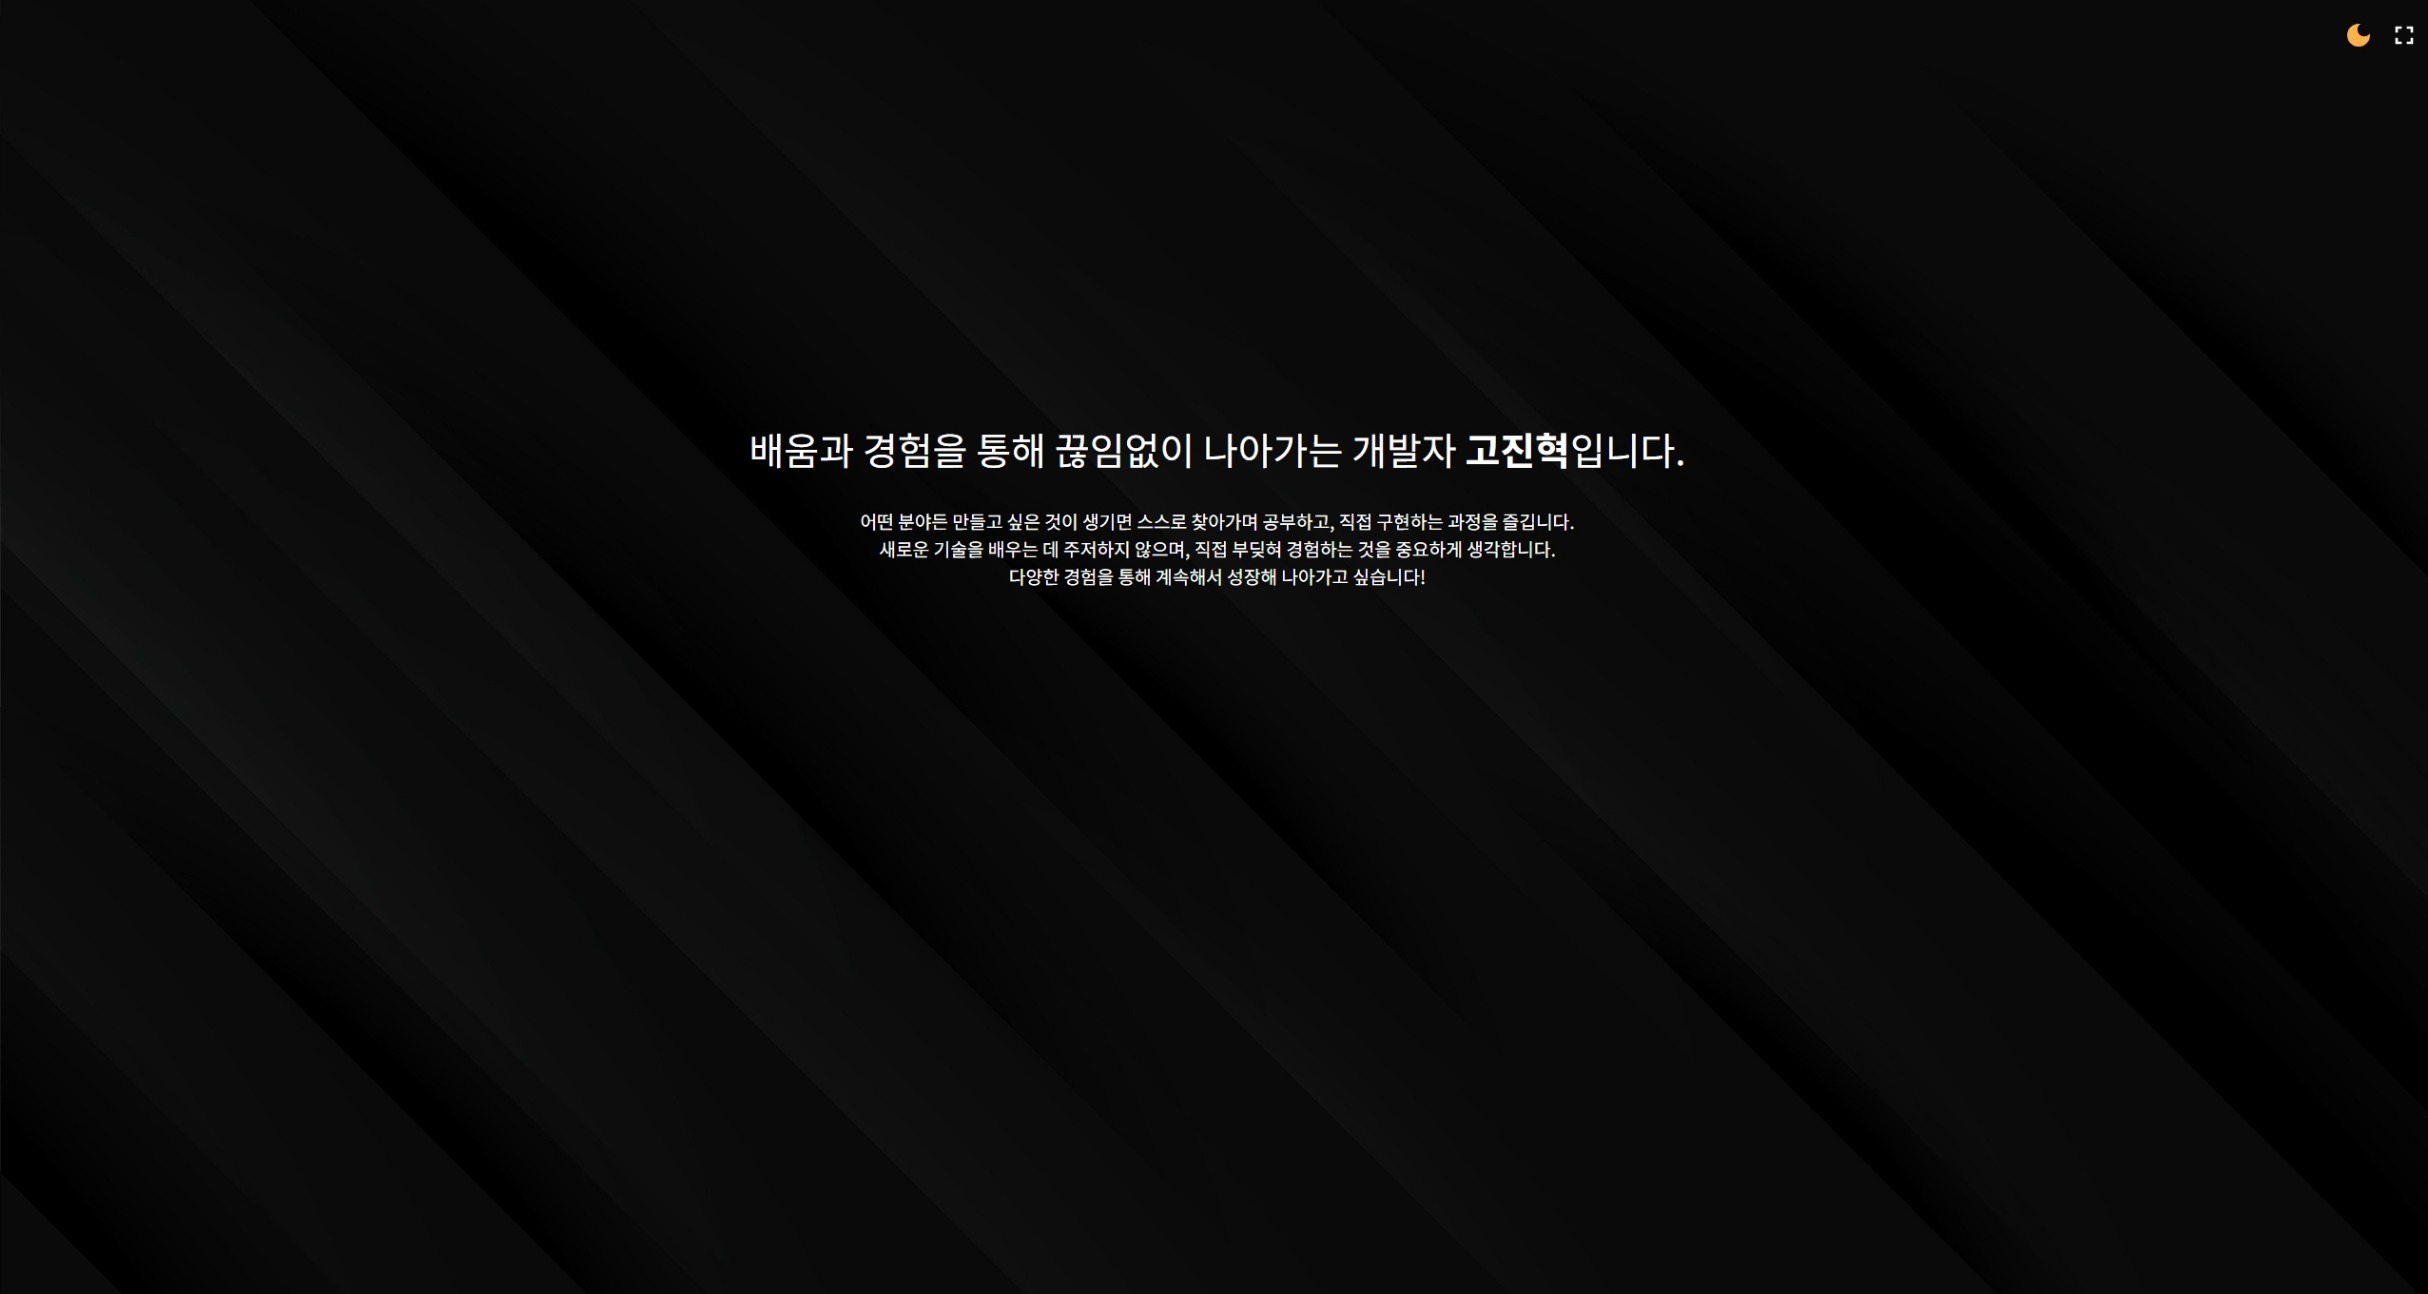 배움과 경험을 통해 끊임없이 나아가는 개발자 고진혁입니다.
어떤 분야든 만들고 싶은 것이 생기면 스스로 찾아가며 공부하고, 직접 구현하는 과정을 즐깁니다.
새로운 기술을 배우는 데 주저하지 않으며, 직접 부딪혀 경험하는 것을 중요하게 생각합니다.
다양한 경험을 통해 계속해서 성장해 나아가고 싶습니다!